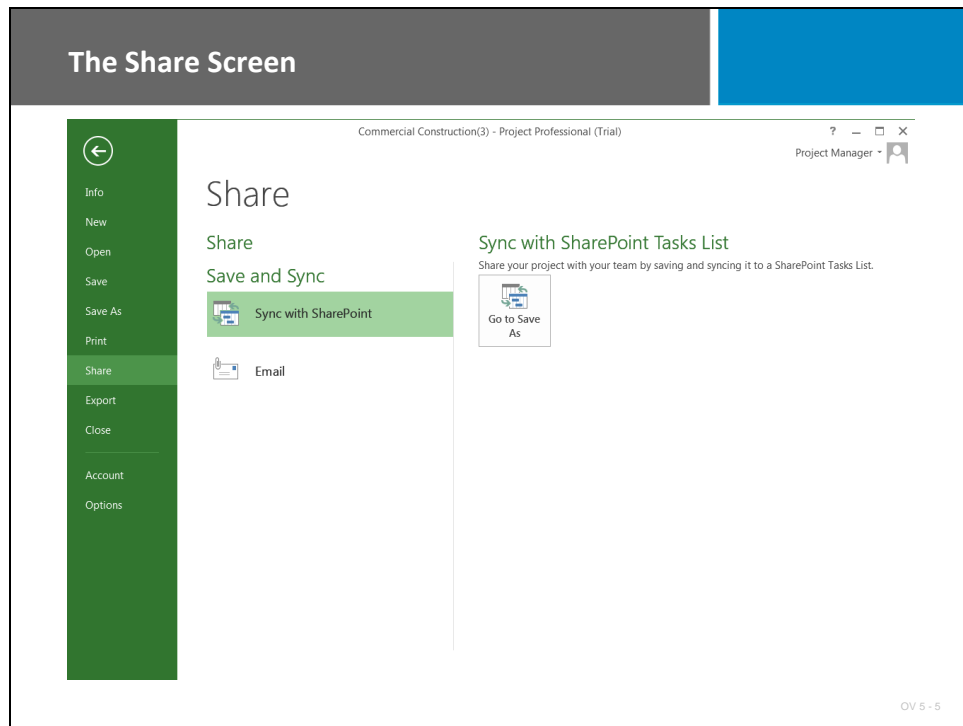 The Share Screen
Commercial Construction(3) - Project Professional (Trial)
?
Project Manager
Info
New
Open
Save
Save As
Print
Share
Export
Close
Account
Options
Share
Share
Save and Sync
Sync with SharePoint
Email
Sync with SharePoint Tasks List
Share your project with your team by saving and syncing it to a SharePoint Tasks List.
Go to Save
As
OV 5 - 5